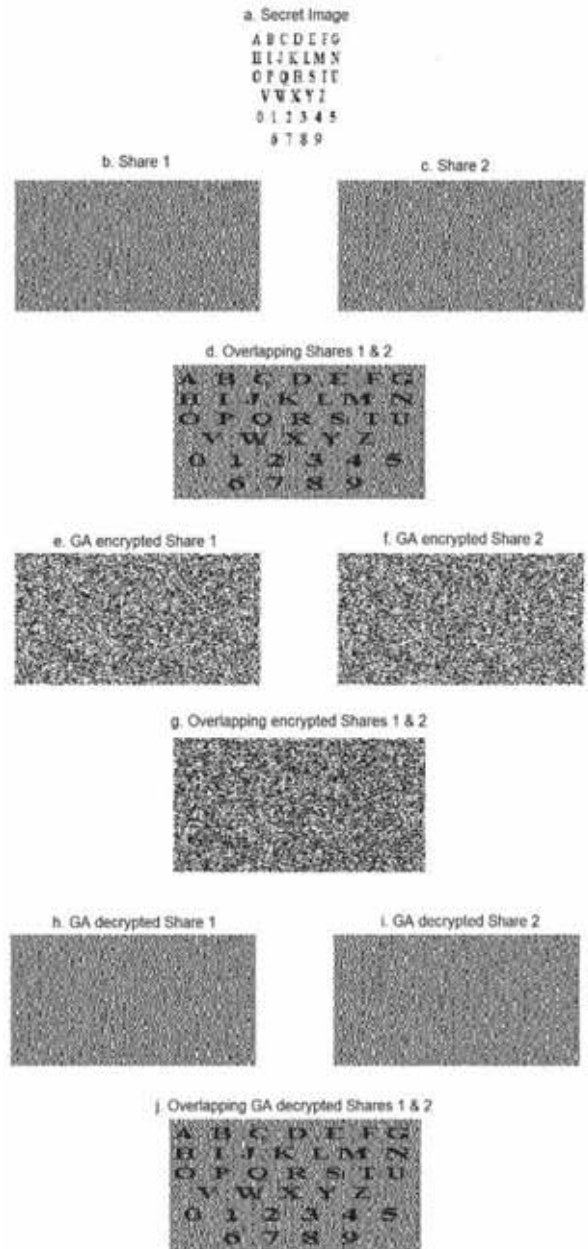 a. Secret Image
A B C D E F G
H I J K L M N
O P Q R S T U
V W X Y Z
0 1 2 3 4 5
6 7 8 9
b. Share 1
c. Share 2
d. Overlapping Shares 1 & 2
A B C D E F G
H I J K L M N
O P Q R S T U
V W X Y Z
0 1 2 3 4 5
6 7 8 9
e. GA encrypted Share 1
f. GA encrypted Share 2
g. Overlapping encrypted Shares 1 & 2
h. GA decrypted Share 1
i. GA decrypted Share 2
j. Overlapping GA decrypted Shares 1 & 2
A B C D E F G
H I J K L M N
O P Q R S T U
V W X Y Z
0 1 2 3 4 5
6 7 8 9